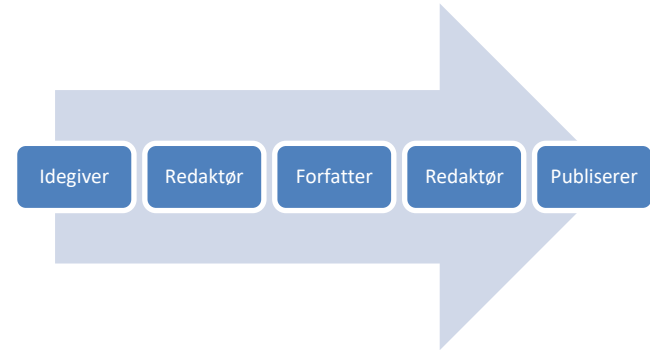 Idegiver
Redaktør
Forfatter
Redaktør
Publiserer